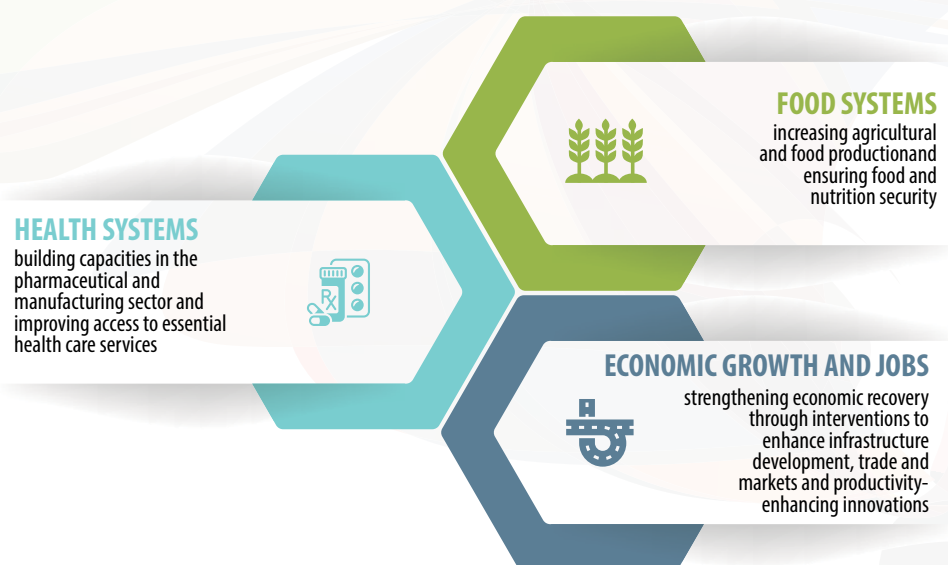 FOOD SYSTEMS
increasing agricultural
and food productionand
ensuring food and
nutrition security
HEALTH SYSTEMS
building capacities in the
pharmaceutical and
manufacturing sector and
improving access to essential
health care services
Rx
ECONOMIC GROWTH AND JOBS
strengthening economic recovery
through interventions to
enhance infrastructure
development, trade and
markets and productivity-
enhancing innovations